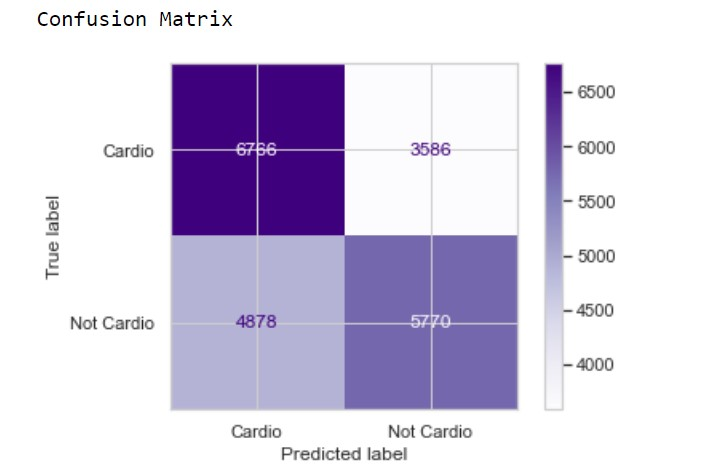 Confusion Matrix
6500
6000
5500
5000
4500
4000
True label
Cardio
6766
3586
Not Cardio
4878
5770
Cardio
Not Cardio
Predicted label